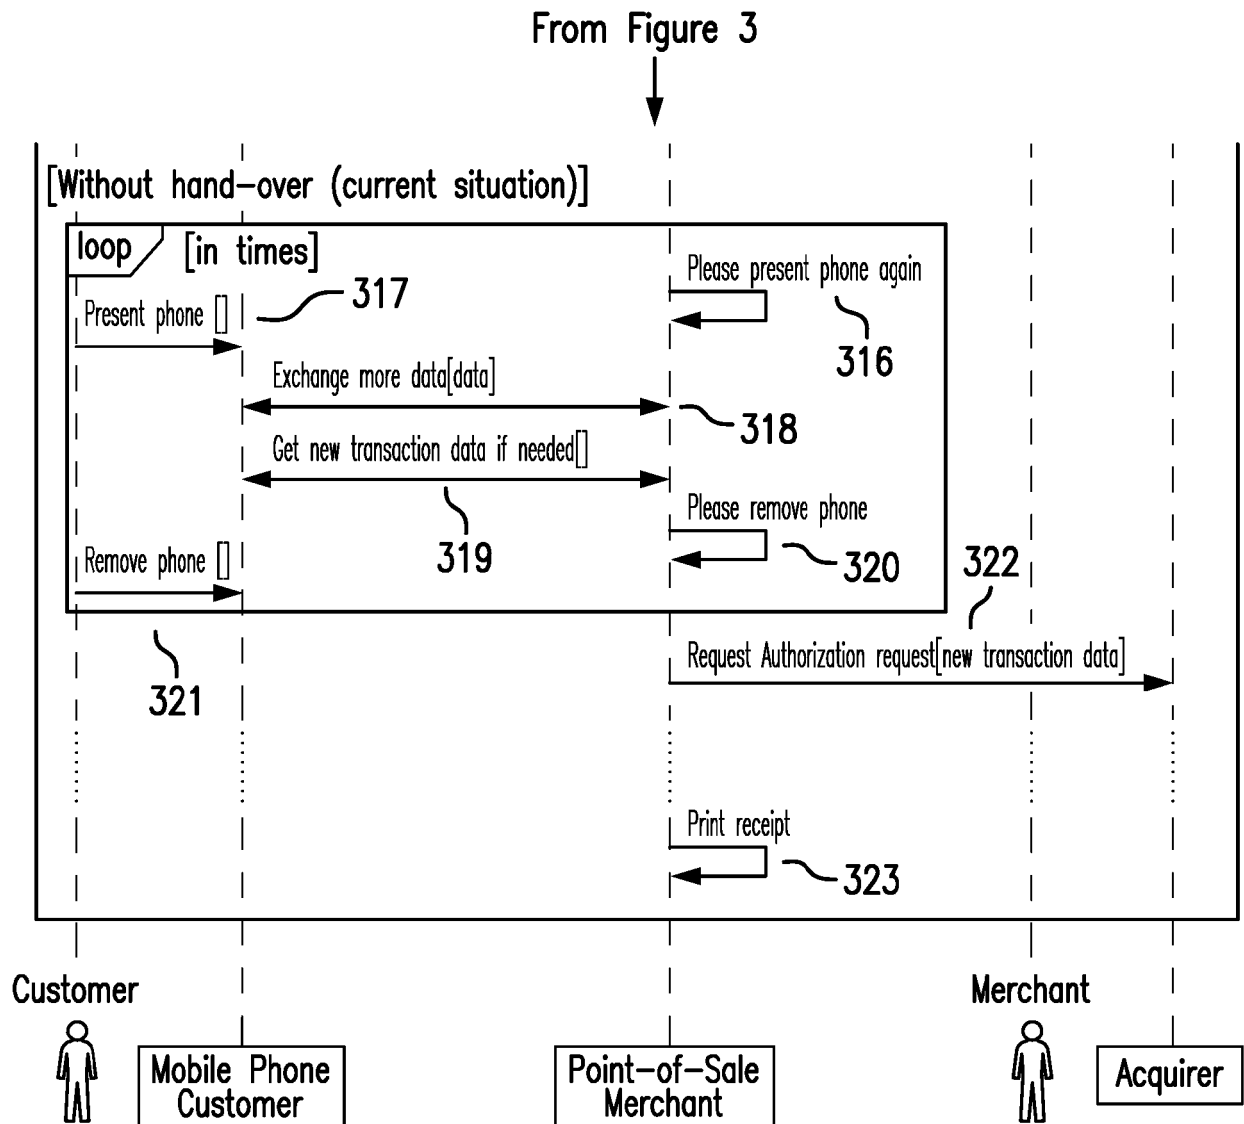 From Figure 3
[Without hand-over (current situation)]
loop [in times]
Please present phone again
317
Present phone []
316
Exchange more data[data]
318
Get new transaction data if needed[]
Please remove phone
319
320
322
Remove phone []
Request Authorization request[new transaction data]
321
Print receipt
323
Customer
Merchant
Mobile Phone
Customer
Point-of-Sale
Merchant
Acquirer